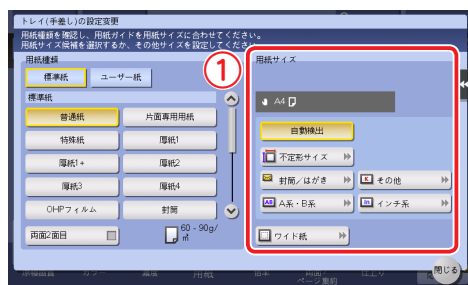 トレイ(手差し)の設定変更
用紙種類を確認し、用紙ガイドを用紙サイズに合わせてください。
用紙サイズ候補を選択するか、その他サイズを設定してください。
用紙種類
標準紙 ユーザー紙
標準紙
普通紙 片面専用用紙
特殊紙 厚紙1
厚紙1+ 厚紙2
厚紙3 厚紙4
OHPフィルム 封筒
両面2面目 60 - 90g/㎡
①
用紙サイズ
A4
自動検出
不定形サイズ
封筒/はがき その他
A系・B系 インチ系
ワイド紙
閉じる
用紙
ページ集約